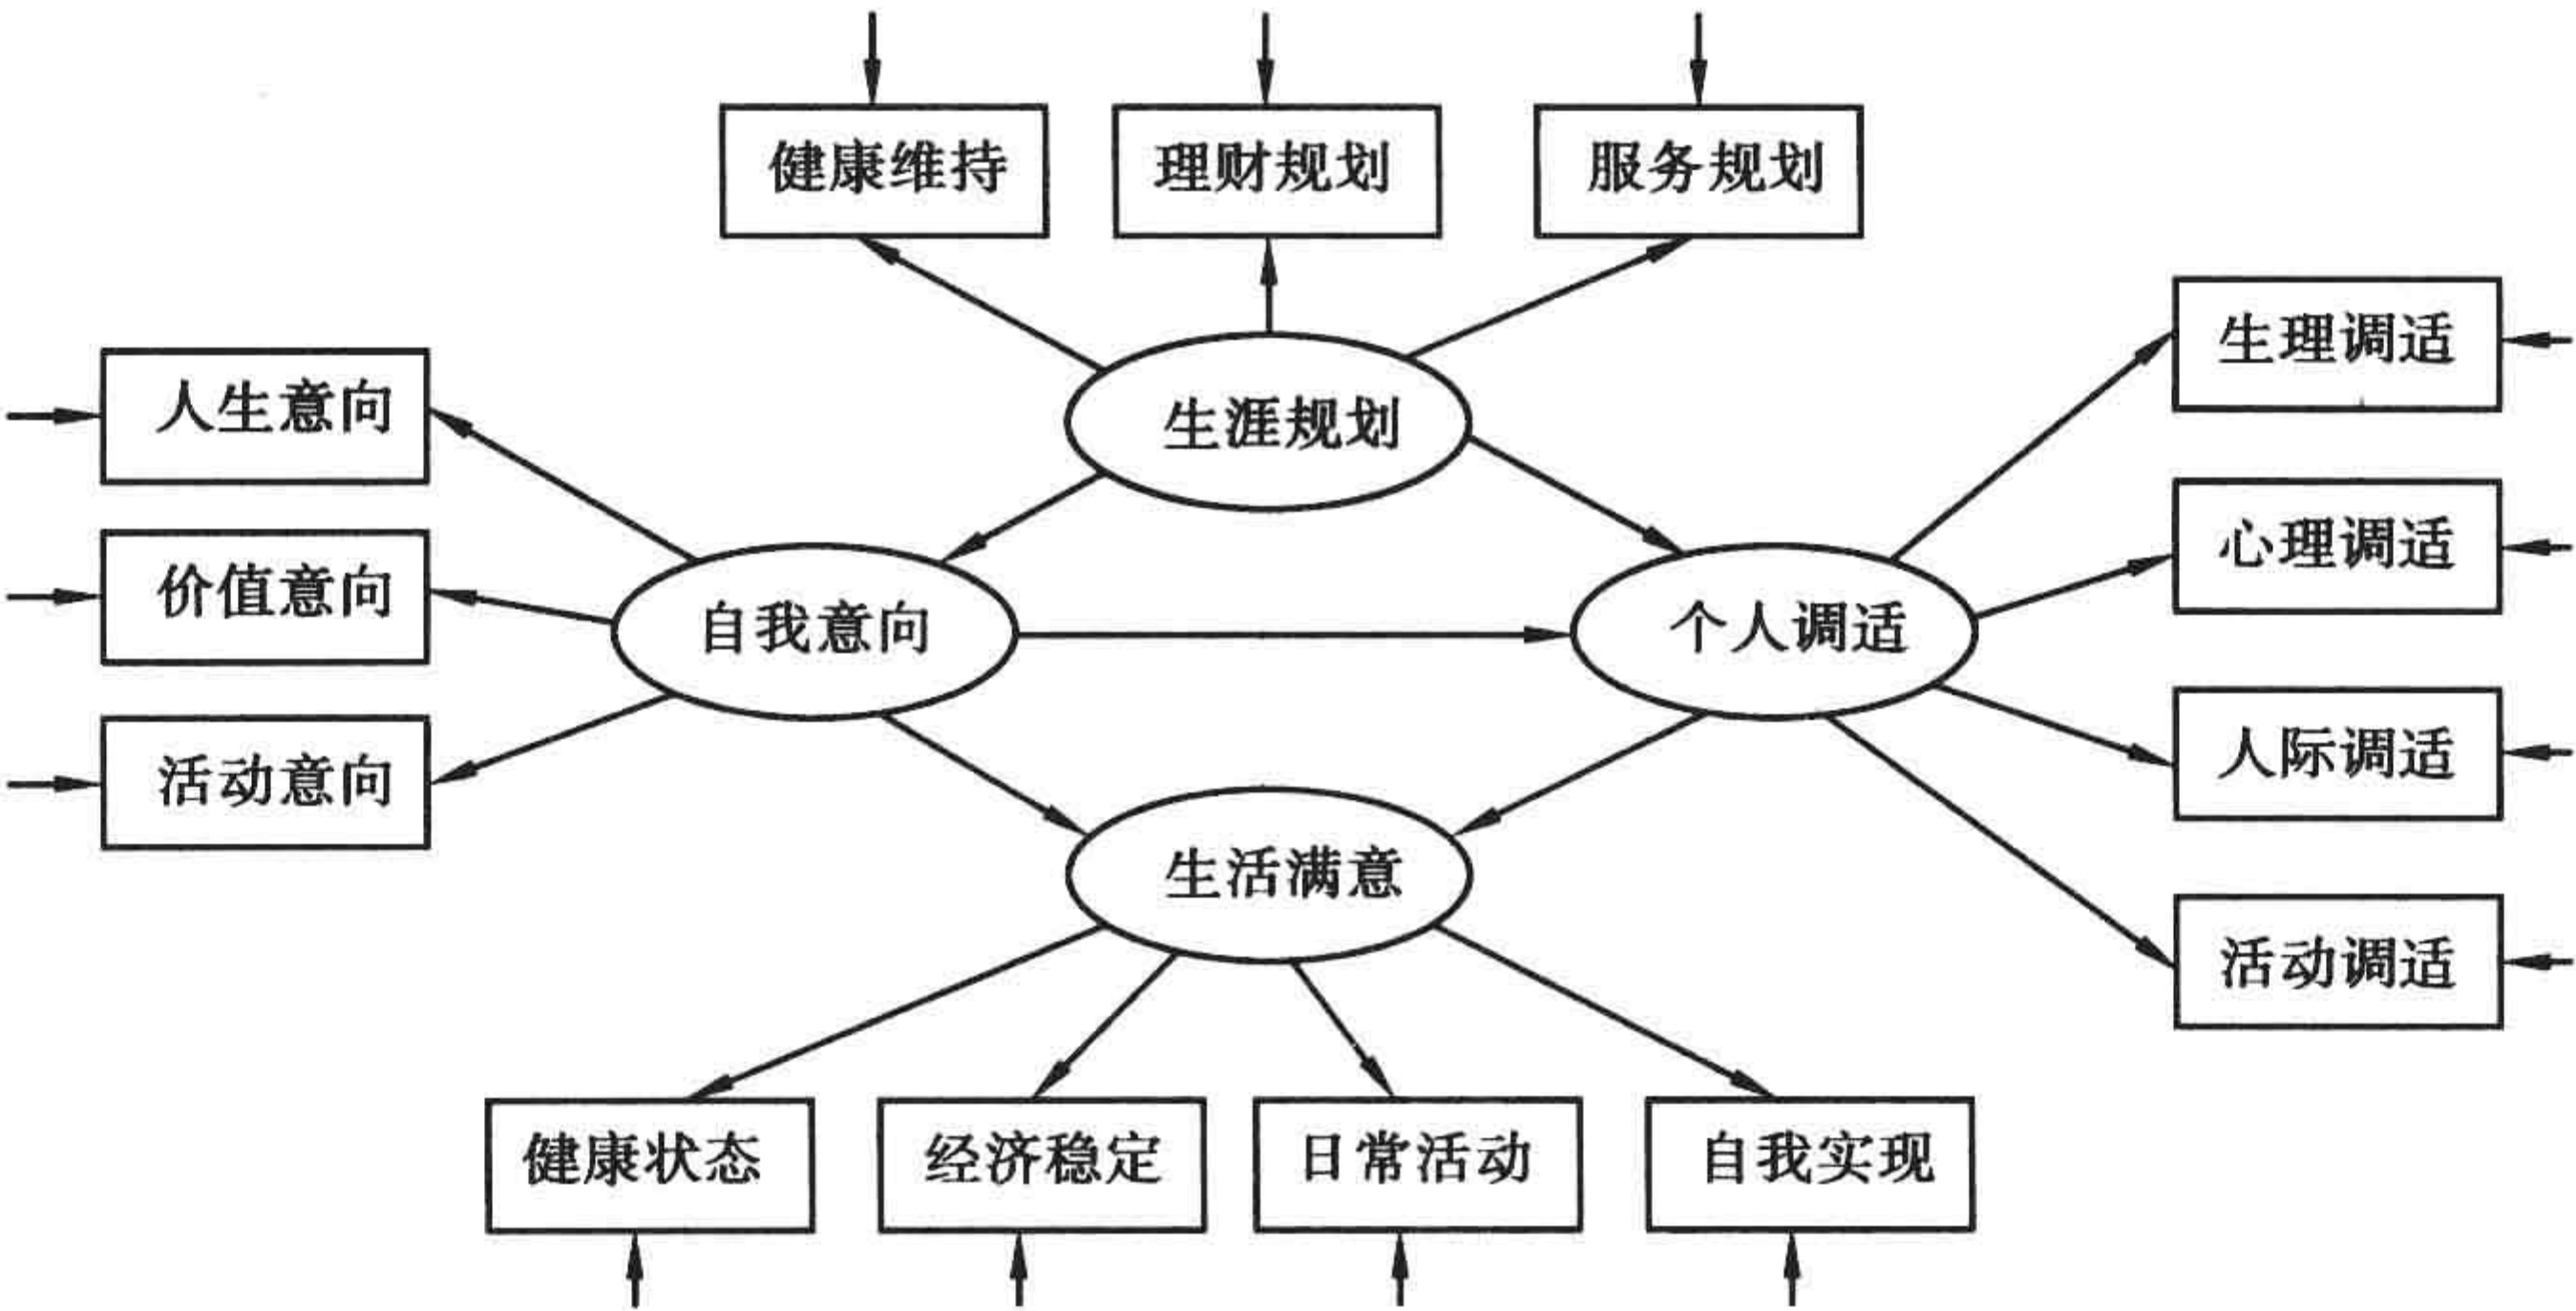 健康维持
理财规划
服务规划
生理调适
人生意向
生涯规划
心理调适
价值意向
自我意向
个人调适
人际调适
活动意向
生活满意
活动调适
健康状态
经济稳定
日常活动
自我实现